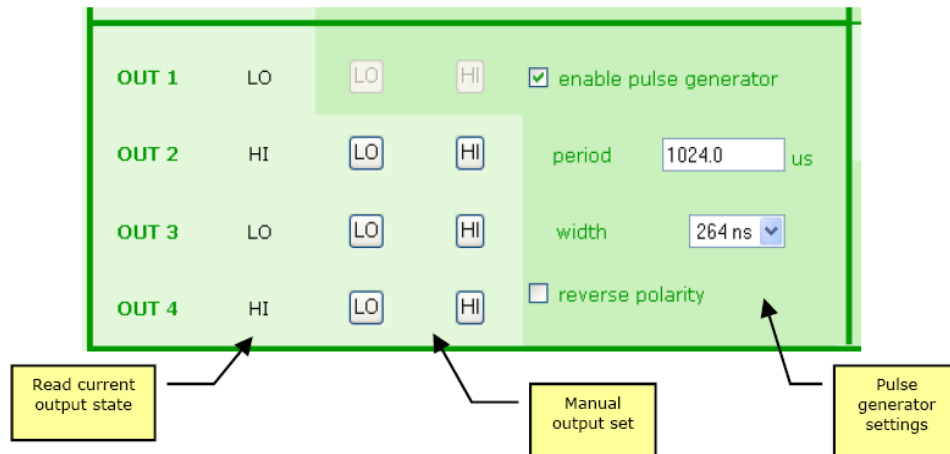 OUT 1 LO LO HI enable pulse generator
OUT 2 HI LO HI period 1024.0 us
OUT 3 LO LO HI width 264 ns
OUT 4 HI LO HI reverse polarity
Read current
output state
Manual
output set
Pulse
generator
settings